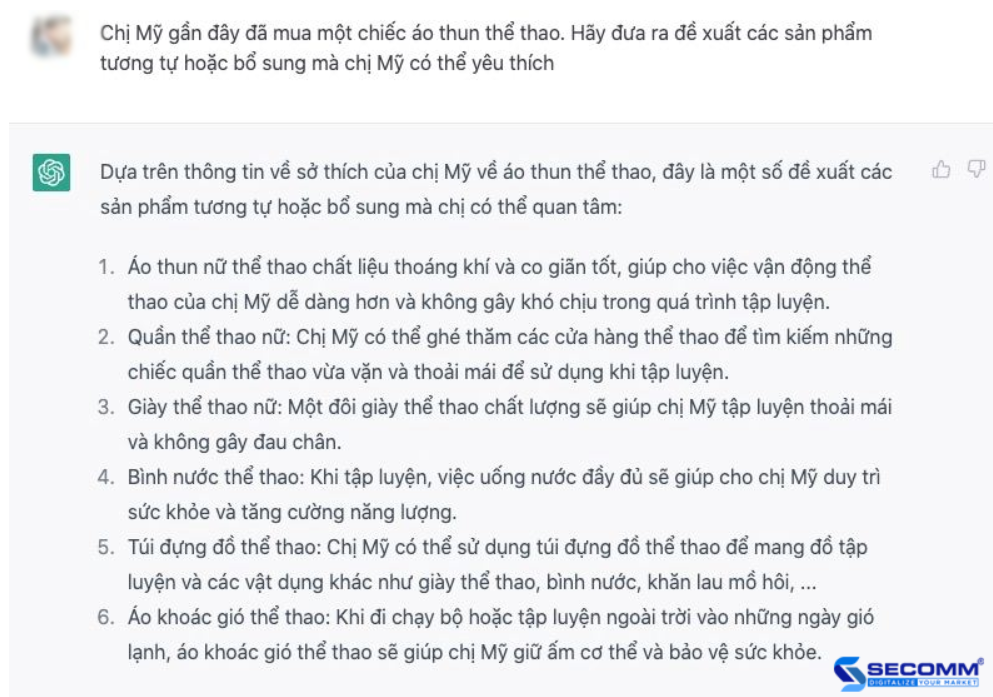 Chị Mỹ gần đây đã mua một chiếc áo thun thể thao. Hãy đưa ra đề xuất các sản phẩm
tương tự hoặc bổ sung mà chị Mỹ có thể yêu thích
Dựa trên thông tin về sở thích của chị Mỹ về áo thun thể thao, đây là một số đề xuất các
sản phẩm tương tự hoặc bổ sung mà chị có thể quan tâm:
1. Áo thun nữ thể thao chất liệu thoáng khí và co giãn tốt, giúp cho việc vận động thể
thao của chị Mỹ dễ dàng hơn và không gây khó chịu trong quá trình tập luyện.
2. Quần thể thao nữ: Chị Mỹ có thể ghé thăm các cửa hàng thể thao để tìm kiếm những
chiếc quần thể thao vừa vặn và thoải mái để sử dụng khi tập luyện.
3. Giày thể thao nữ: Một đôi giày thể thao chất lượng sẽ giúp chị Mỹ tập luyện thoải mái
và không gây đau chân.
4. Bình nước thể thao: Khi tập luyện, việc uống nước đầy đủ sẽ giúp cho chị Mỹ duy trì
sức khỏe và tăng cường năng lượng.
5. Túi đựng đồ thể thao: Chị Mỹ có thể sử dụng túi đựng đồ thể thao để mang đồ tập
luyện và các vật dụng khác như giày thể thao, bình nước, khăn lau mồ hôi, ...
6. Áo khoác gió thể thao: Khi đi chạy bộ hoặc tập luyện ngoài trời vào những ngày gió
lạnh, áo khoác gió thể thao sẽ giúp chị Mỹ giữ ấm cơ thể và bảo vệ sức khỏe.
SECOMM®
DIGITALIZE YOUR MARKET